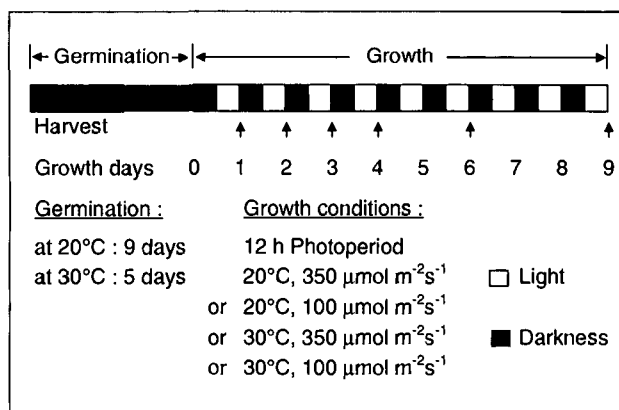 Germination Growth
Harvest
Growth days 0 1 2 3 4 5 6 7 8 9
Germination : Growth conditions :
at 20°C : 9 days 12 h Photoperiod
at 30°C : 5 days 20°C, 350 µmol m⁻²s⁻¹ Light
or 20°C, 100 µmol m⁻²s⁻¹
or 30°C, 350 µmol m⁻²s⁻¹ Darkness
or 30°C, 100 µmol m⁻²s⁻¹